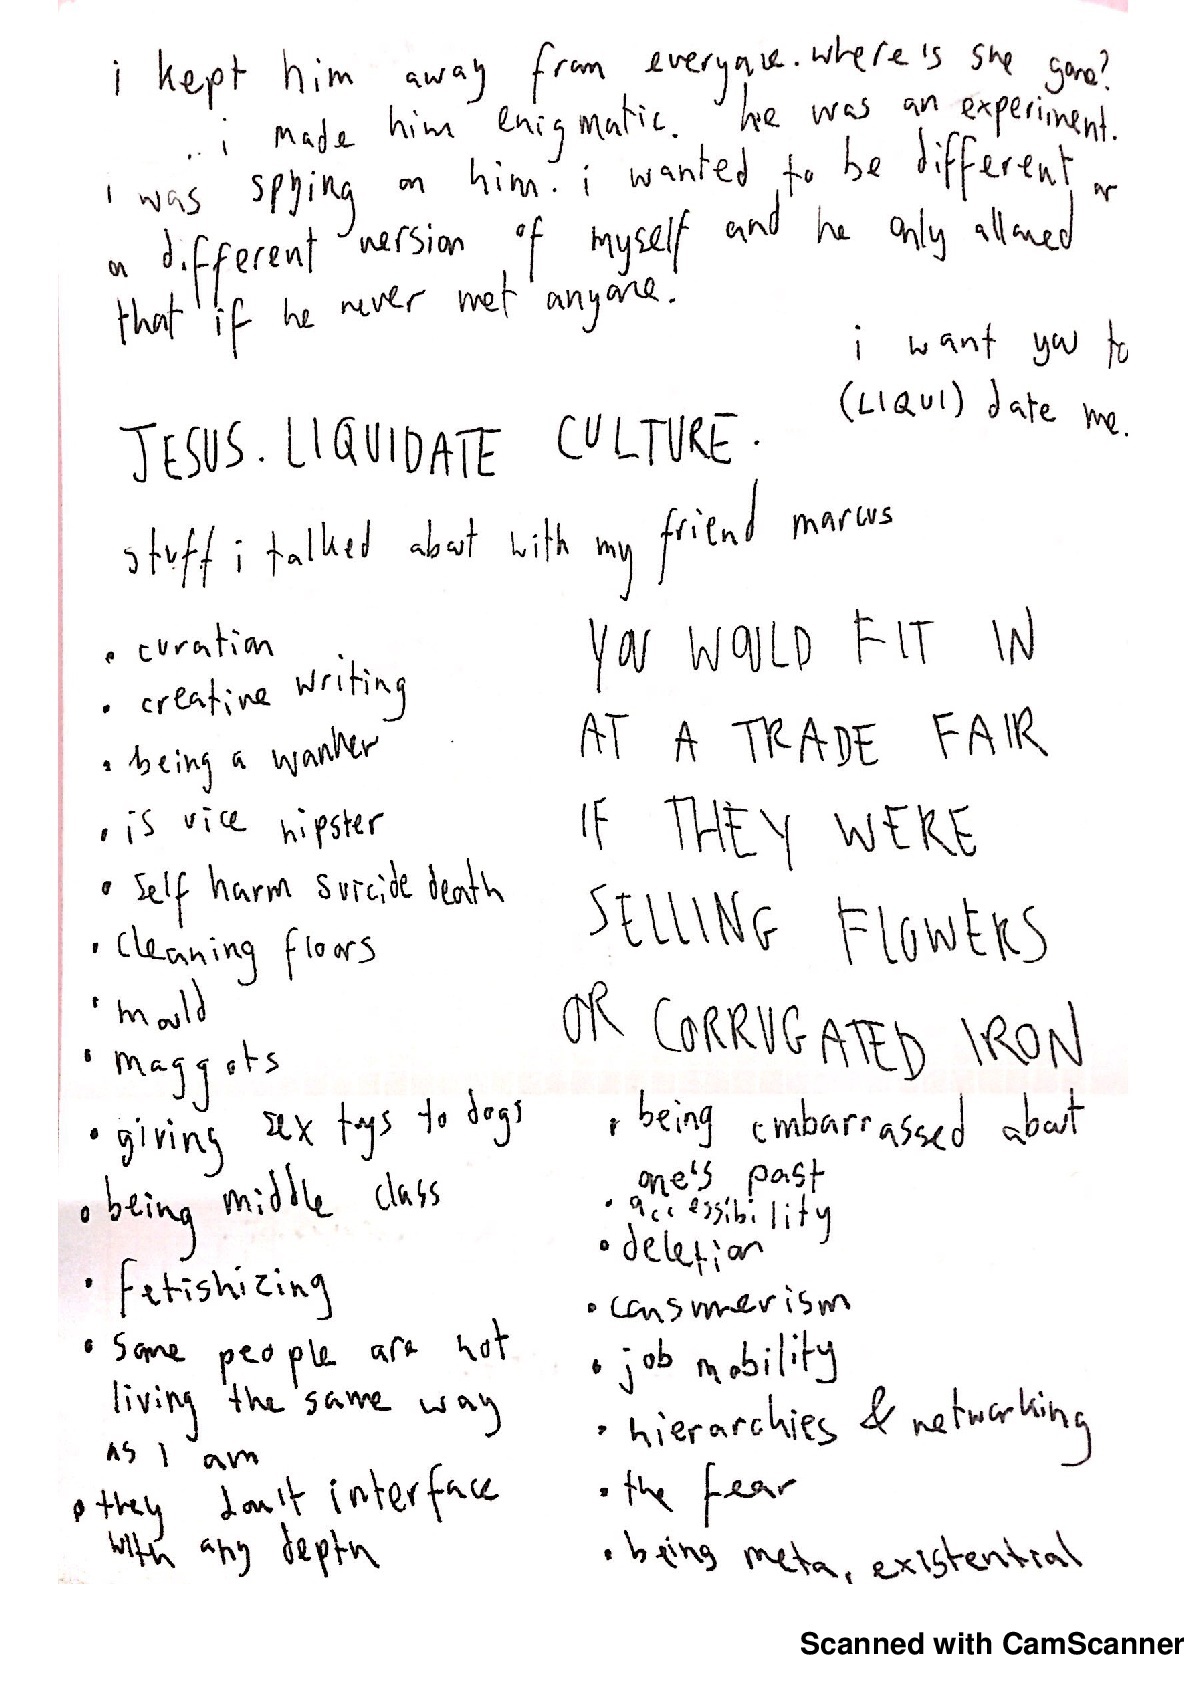 i kept him away from everyone. where is she gone?
..i made him enigmatic. he was an experiment.
i was spying on him. i wanted to be different or
a different version of myself and he only allowed
that if he never met anyone.
i want you to
(LIQUI) date me.
JESUS. LIQUIDATE CULTURE.
stuff i talked about with my friend marcus
• curation
• creative writing
• being a wanker
• is vice hipster
• self harm suicide death
• cleaning floors
• mould
• maggots
• giving sex toys to dogs
• being middle class
• fetishizing
• some people are not
living the same way
as I am
• they don't interface
with any depth
YOU WOULD FIT IN
AT A TRADE FAIR
IF THEY WERE
SELLING FLOWERS
OR CORRUGATED IRON
• being embarrassed about
one's past
• accessibility
• deletion
• consumerism
• job mobility
• hierarchies & networking
• the fear
• being meta, existential
Scanned with CamScanner